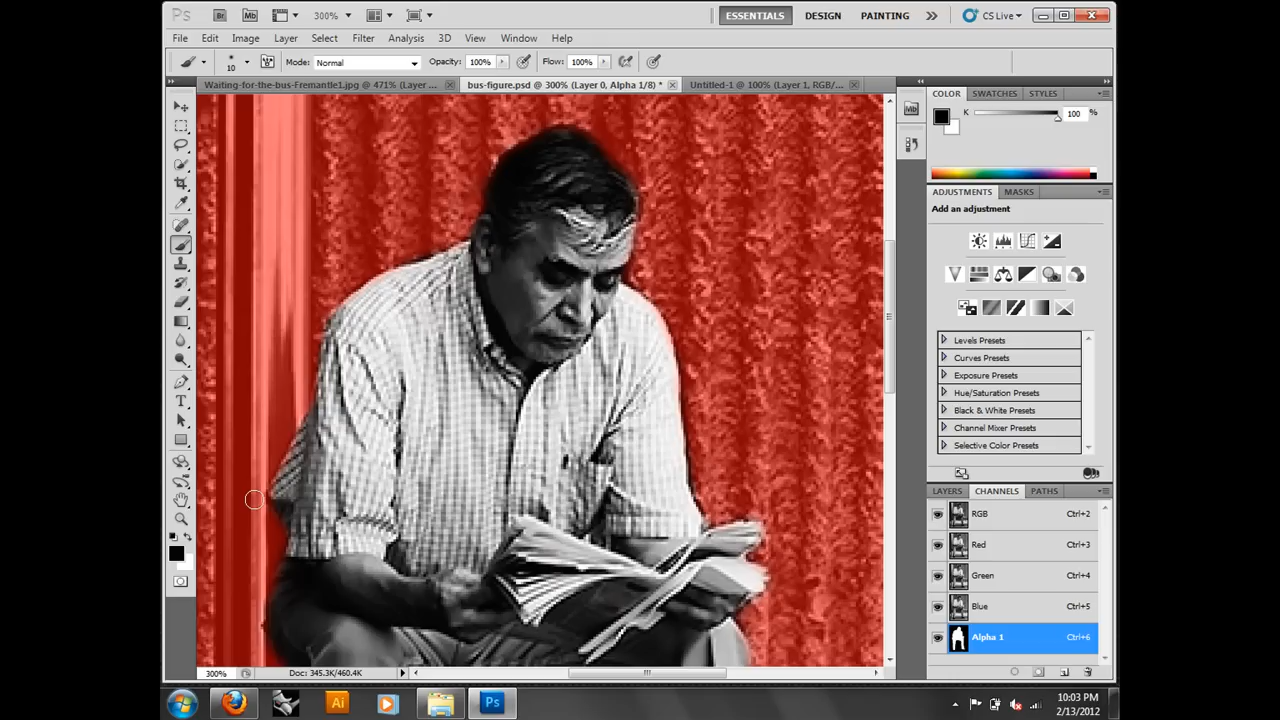 Ps Br Mb 300% ESSENTIALS DESIGN PAINTING CS Live
File Edit Image Layer Select Filter Analysis 3D View Window Help
10 Mode: Normal Opacity: 100% Flow: 100%
Waiting-for-the-bus-Fremantle1.jpg @ 471% (Layer ... bus-figure.psd @ 300% (Layer 0, Alpha 1/8) * Untitled-1 @ 100% (Layer 1, RGB/...
COLOR SWATCHES STYLES
Mb
K 100 %
ADJUSTMENTS MASKS
Add an adjustment
Levels Presets
Curves Presets
Exposure Presets
Hue/Saturation Presets
Black & White Presets
Channel Mixer Presets
Selective Color Presets
LAYERS CHANNELS PATHS
RGB Ctrl+2
Red Ctrl+3
Green Ctrl+4
Blue Ctrl+5
Alpha 1 Ctrl+6
300% Doc: 345.3K/460.4K
Ai Ps 10:03 PM
2/13/2012